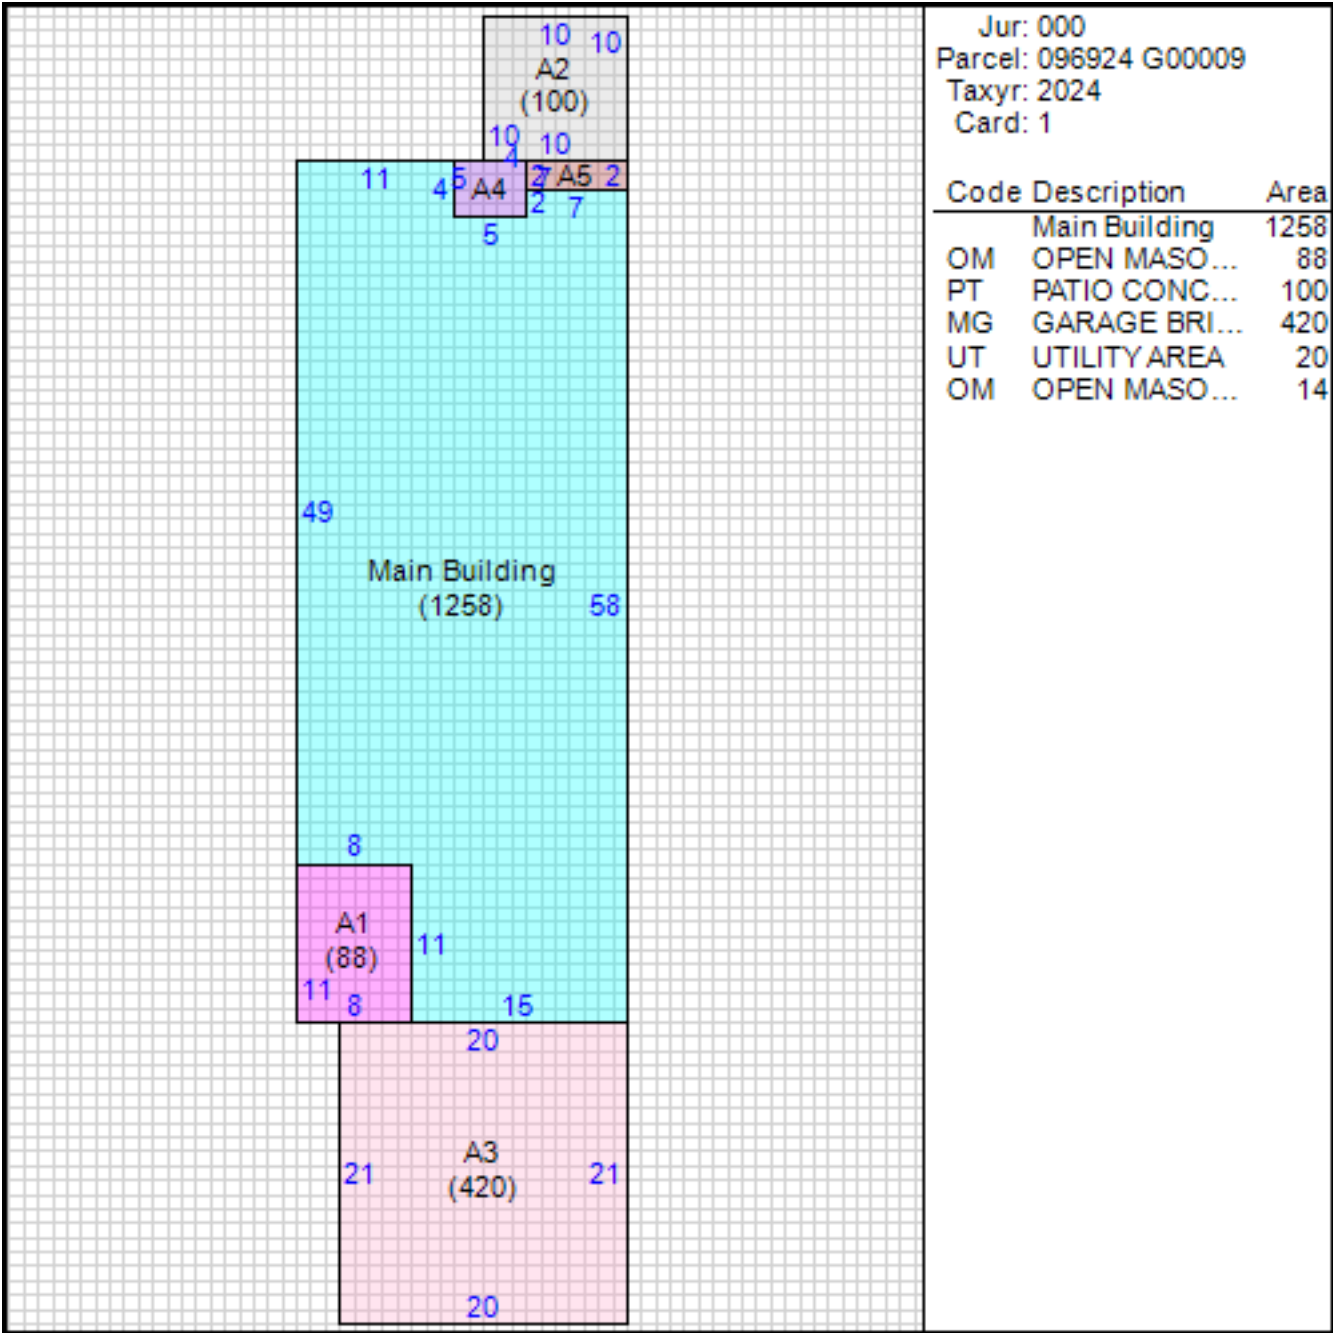 10 10
A2
(100)
10 10
4
11 4 5 A4 2 7 A5 2
2 7
5
49
Main Building
(1258) 58
8
A1
(88)
11
11 8 15
20
A3
(420)
21 21
20
Jur: 000
Parcel: 096924 G00009
Taxyr: 2024
Card: 1
Code Description Area
Main Building 1258
OM OPEN MASO... 88
PT PATIO CONC... 100
MG GARAGE BRI... 420
UT UTILITY AREA 20
OM OPEN MASO... 14